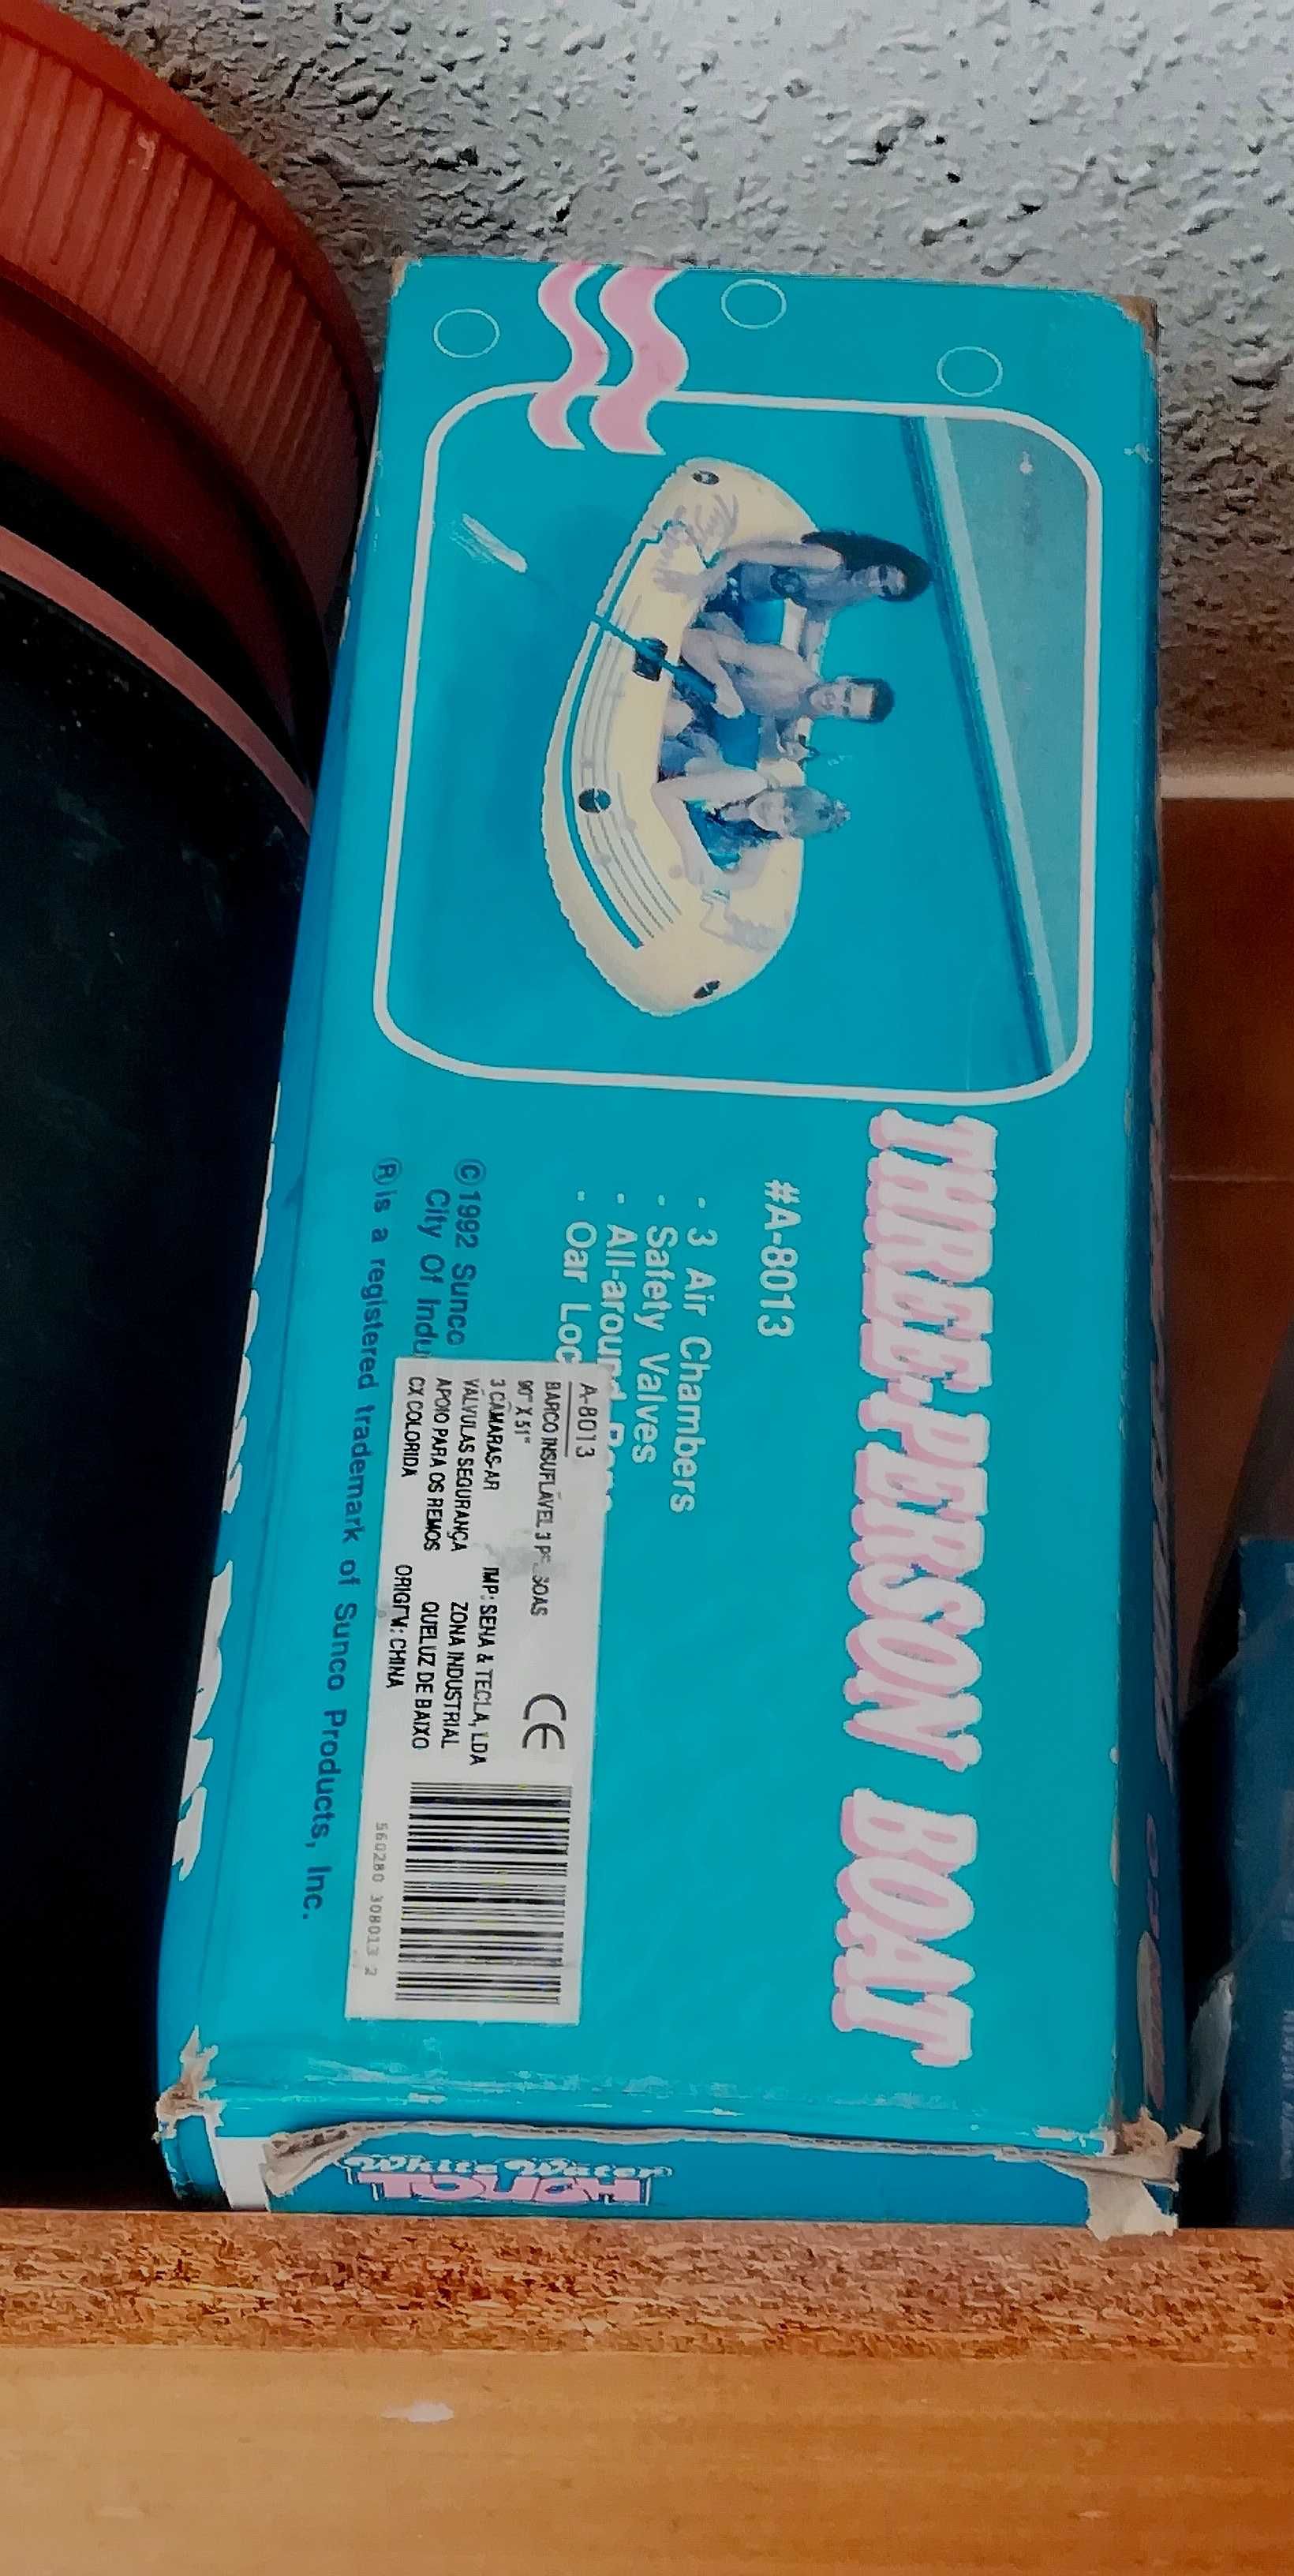 THREE-PERSON BOAT
#A-8013
- 3 Air Chambers
- Safety Valves
- All-around
- Oar Loc
©1992 Sunco
City Of Indu
® is a registered trademark of Sunco Products, Inc.
A-8013
BARCO INSUFLÁVEL 3
90" X 51"
3 CÂMARAS-AR
VÁLVULAS SEGURANÇA
APOIO PARA OS REMOS
CX COLORIDA
CE
IMP: SENA & TECLA, LDA
ZONA INDUSTRIAL
QUELUZ DE BAIXO
ORIGEM: CHINA
560280 308013 2
White Water